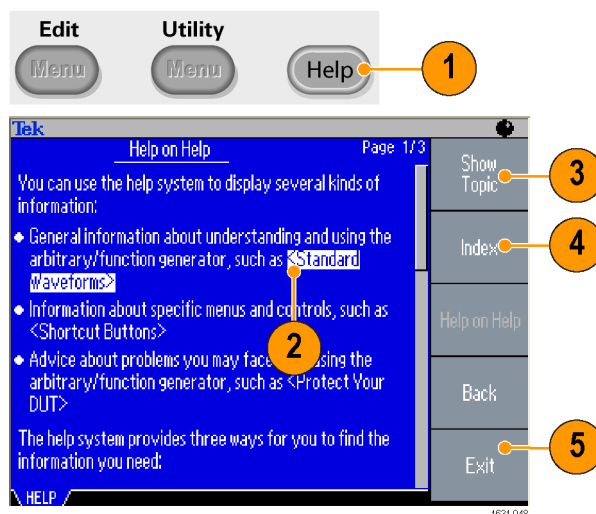 Edit
Utility
Menu
Menu
Help
1
Tek
Help on Help
Page 1/3
You can use the help system to display several kinds of
information:
General information about understanding and using the
arbitrary/function generator, such as <Standard
Waveforms>
Information about specific menus and controls, such as
<Shortcut Buttons>
2
Advice about problems you may face using the
arbitrary/function generator, such as <Protect Your
DUT>
The help system provides three ways for you to find the
information you need:
HELP
Show
Topic
3
Index
4
Help on Help
Back
Exit
5
1631-048